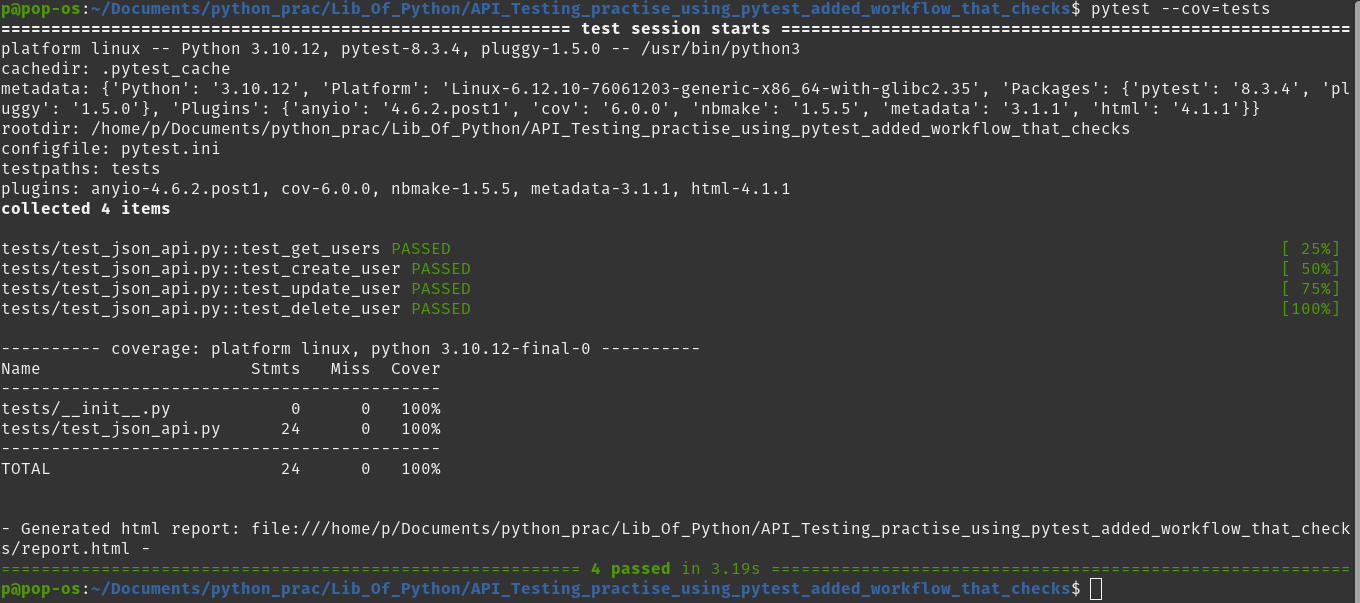 p@pop-os:~/Documents/python_prac/Lib_Of_Python/API_Testing_practise_using_pytest_added_workflow_that_checks$ pytest --cov=tests
========================================================= test session starts =========================================================
platform linux -- Python 3.10.12, pytest-8.3.4, pluggy-1.5.0 -- /usr/bin/python3
cachedir: .pytest_cache
metadata: {'Python': '3.10.12', 'Platform': 'Linux-6.12.10-76061203-generic-x86_64-with-glibc2.35', 'Packages': {'pytest': '8.3.4', 'pl
uggy': '1.5.0'}, 'Plugins': {'anyio': '4.6.2.post1', 'cov': '6.0.0', 'nbmake': '1.5.5', 'metadata': '3.1.1', 'html': '4.1.1'}}
rootdir: /home/p/Documents/python_prac/Lib_Of_Python/API_Testing_practise_using_pytest_added_workflow_that_checks
configfile: pytest.ini
testpaths: tests
plugins: anyio-4.6.2.post1, cov-6.0.0, nbmake-1.5.5, metadata-3.1.1, html-4.1.1
collected 4 items
tests/test_json_api.py::test_get_users PASSED [ 25%]
tests/test_json_api.py::test_create_user PASSED [ 50%]
tests/test_json_api.py::test_update_user PASSED [ 75%]
tests/test_json_api.py::test_delete_user PASSED [100%]
---------- coverage: platform linux, python 3.10.12-final-0 ----------
Name                     Stmts   Miss  Cover
--------------------------------------------
tests/__init__.py            0      0   100%
tests/test_json_api.py      24      0   100%
--------------------------------------------
TOTAL                       24      0   100%
- Generated html report: file:///home/p/Documents/python_prac/Lib_Of_Python/API_Testing_practise_using_pytest_added_workflow_that_check
s/report.html -
========================================================== 4 passed in 3.19s ==========================================================
p@pop-os:~/Documents/python_prac/Lib_Of_Python/API_Testing_practise_using_pytest_added_workflow_that_checks$